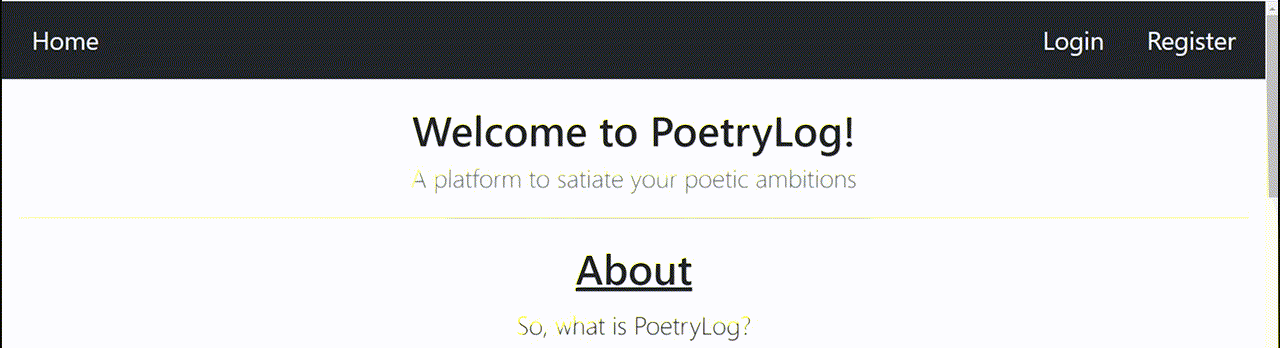 Home Login Register
Welcome to PoetryLog!
A platform to satiate your poetic ambitions
About
So, what is PoetryLog?